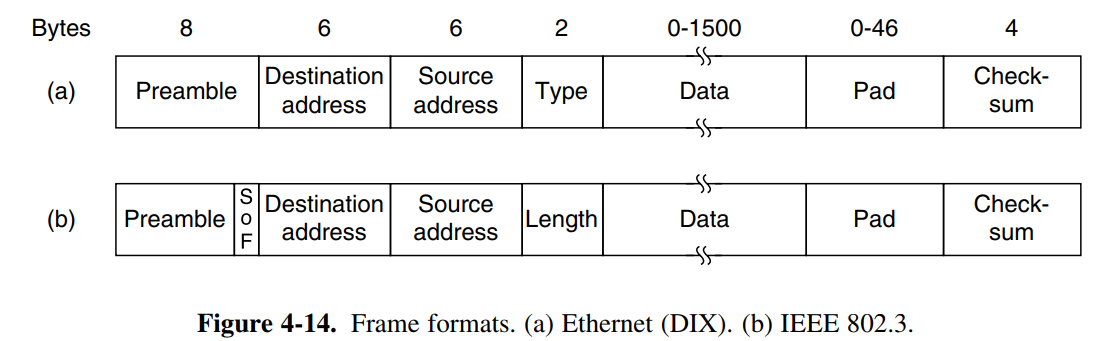 Bytes 8 6 6 2 0-1500 0-46 4
(a) Preamble Destination address Source address Type Data Pad Check-sum
(b) Preamble SoF Destination address Source address Length Data Pad Check-sum
Figure 4-14. Frame formats. (a) Ethernet (DIX). (b) IEEE 802.3.